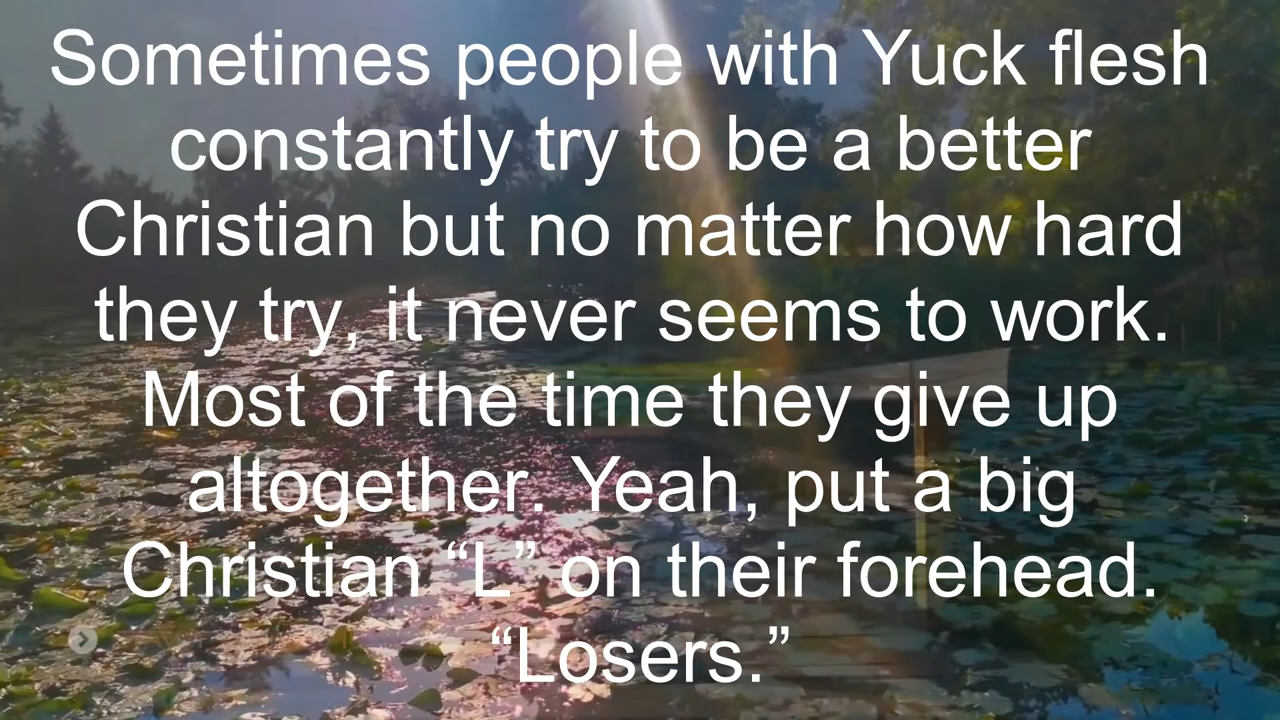 Sometimes people with Yuck flesh
constantly try to be a better
Christian but no matter how hard
they try, it never seems to work.
Most of the time they give up
altogether. Yeah, put a big
Christian “L” on their forehead.
“Losers.”